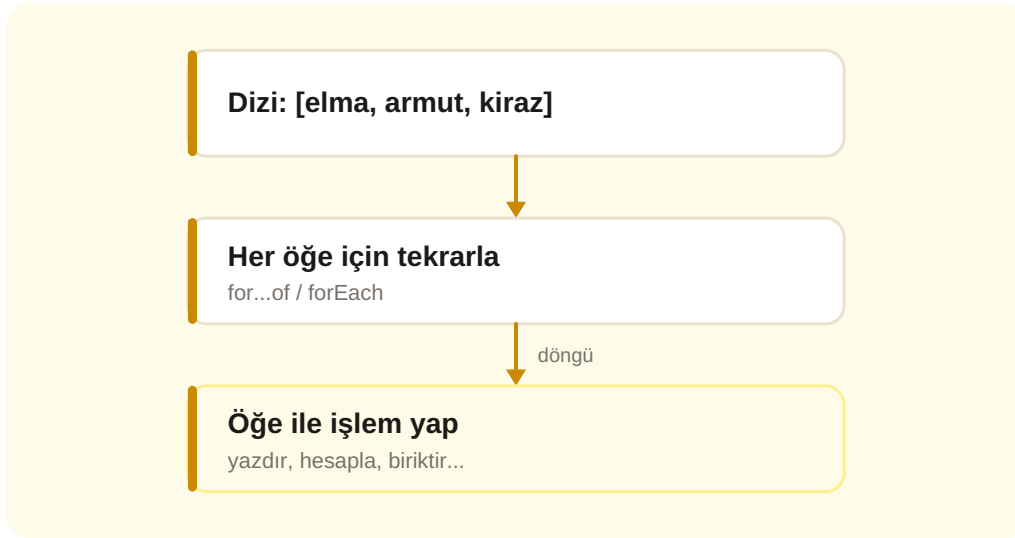 Dizi: [elma, armut, kiraz]
Her öğe için tekrarla
for...of / forEach
döngü
Öğe ile işlem yap
yazdır, hesapla, biriktir...